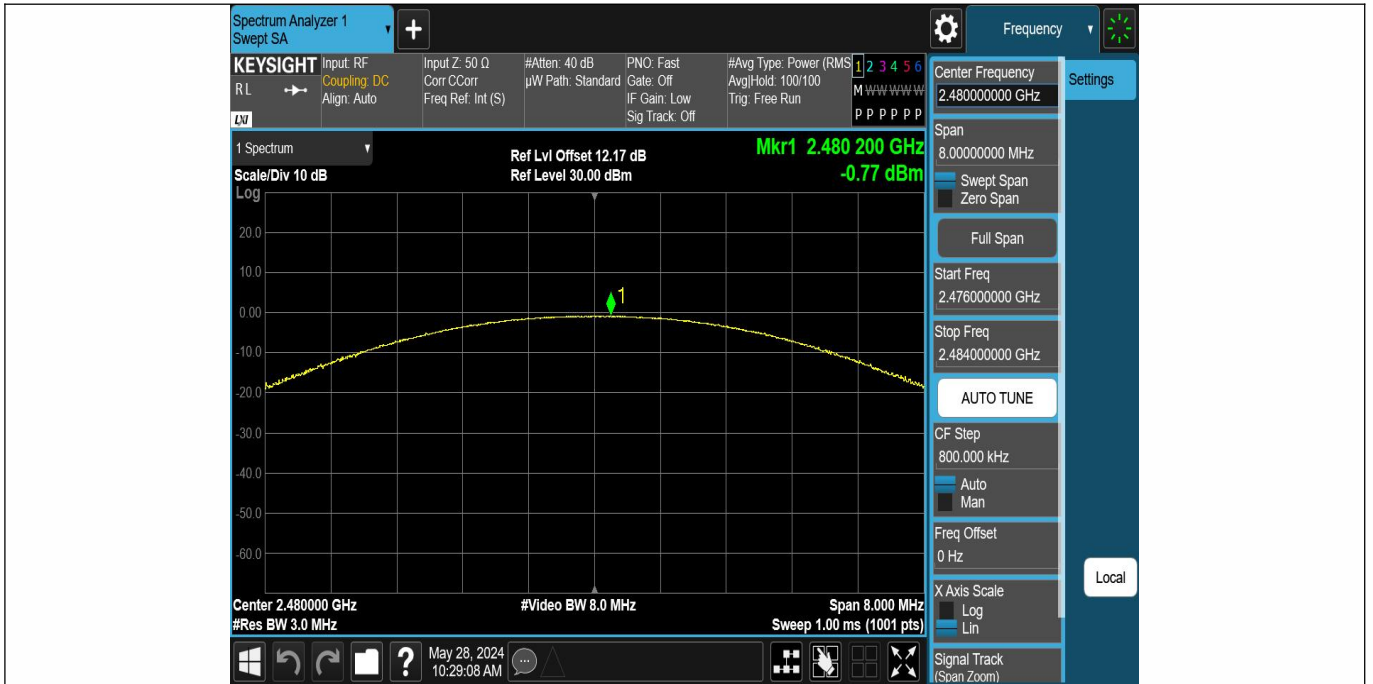 Spectrum Analyzer 1
Swept SA
+
Frequency
KEYSIGHT
RL
LXI
Input: RF
Coupling: DC
Align: Auto
Input Z: 50 Ω
Corr CCorr
Freq Ref: Int (S)
#Atten: 40 dB
µW Path: Standard
PNO: Fast
Gate: Off
IF Gain: Low
Sig Track: Off
#Avg Type: Power (RMS
Avg|Hold: 100/100
Trig: Free Run
1 2 3 4 5 6
M W W W W W
P P P P P P
1 Spectrum
Scale/Div 10 dB
Log
Ref Lvl Offset 12.17 dB
Ref Level 30.00 dBm
Mkr1 2.480 200 GHz
-0.77 dBm
20.0
10.0
0.00
-10.0
-20.0
-30.0
-40.0
-50.0
-60.0
1
Center 2.480000 GHz
#Res BW 3.0 MHz
#Video BW 8.0 MHz
Span 8.000 MHz
Sweep 1.00 ms (1001 pts)
Center Frequency
2.480000000 GHz
Settings
Span
8.00000000 MHz
Swept Span
Zero Span
Full Span
Start Freq
2.476000000 GHz
Stop Freq
2.484000000 GHz
AUTO TUNE
CF Step
800.000 kHz
Auto
Man
Freq Offset
0 Hz
X Axis Scale
Log
Lin
Signal Track
(Span Zoom)
Local
?
May 28, 2024
10:29:08 AM